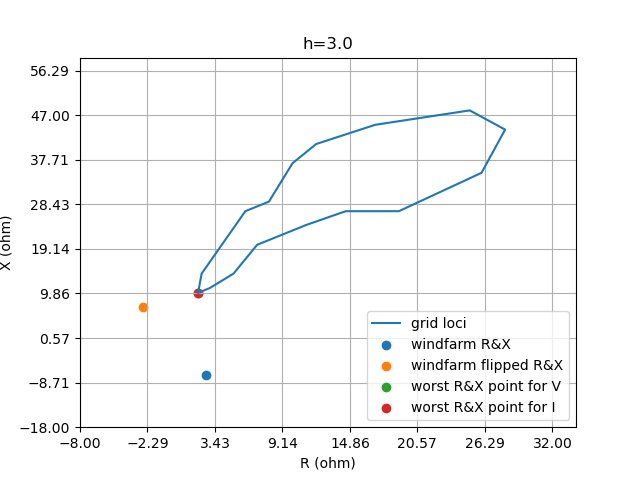 h=3.0
X (ohm)
56.29
47.00
37.71
28.43
19.14
9.86
0.57
−8.71
−18.00
grid loci
windfarm R&X
windfarm flipped R&X
worst R&X point for V
worst R&X point for I
−8.00 −2.29 3.43 9.14 14.86 20.57 26.29 32.00
R (ohm)